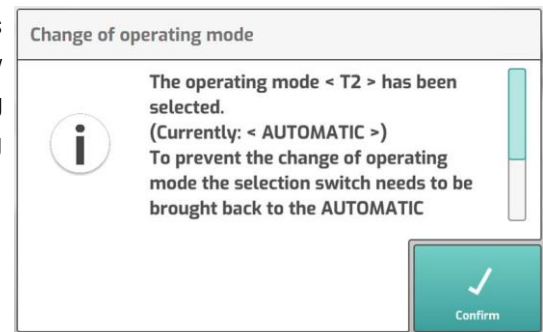 Change of operating mode
The operating mode < T2 > has been
selected.
(Currently: < AUTOMATIC >)
To prevent the change of operating
mode the selection switch needs to be
brought back to the AUTOMATIC
Confirm